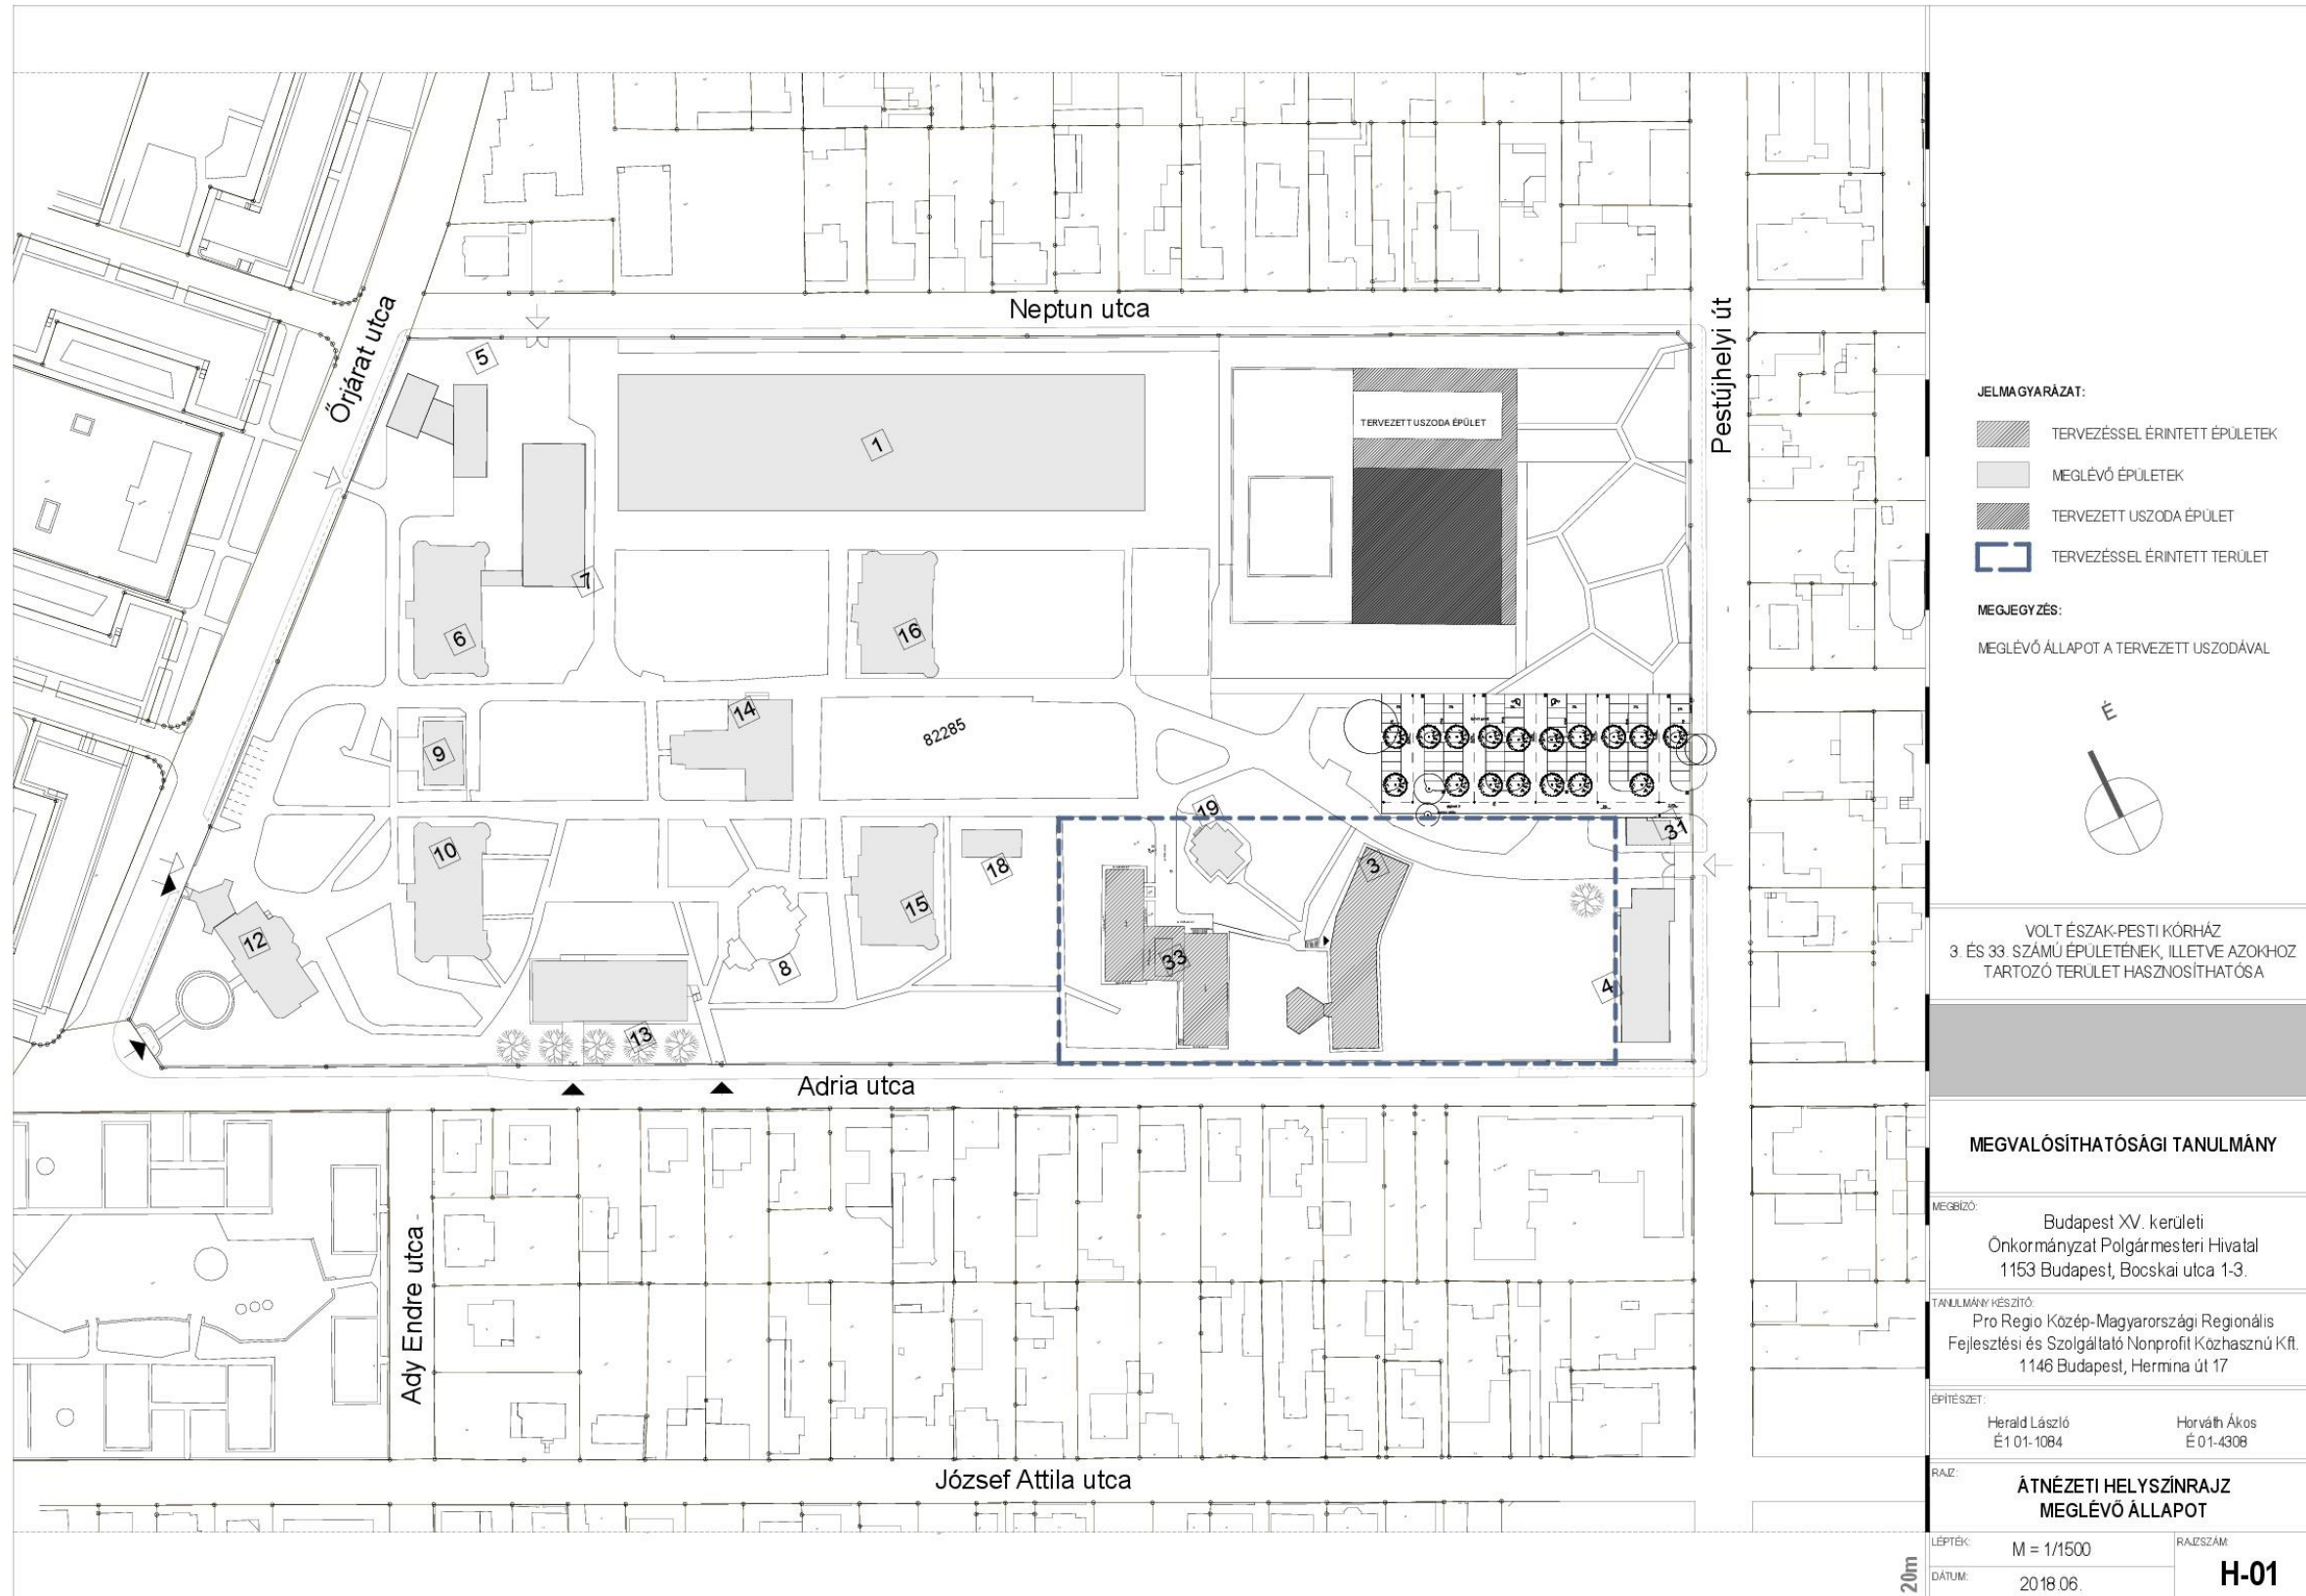 Neptun utca
Őrjárat utca
Pestújhelyi út
5
1
TERVEZETT USZODA ÉPÜLET
7
6
16
14
9
82285
19
31
10
18
3
15
12
33
8
4
13
Adria utca
Ady Endre utca
József Attila utca
JELMAGYARÁZAT:
TERVEZÉSSEL ÉRINTETT ÉPÜLETEK
MEGLÉVŐ ÉPÜLETEK
TERVEZETT USZODA ÉPÜLET
TERVEZÉSSEL ÉRINTETT TERÜLET
MEGJEGYZÉS:
MEGLÉVŐ ÁLLAPOT A TERVEZETT USZODÁVAL
É
VOLT ÉSZAK-PESTI KÓRHÁZ
3. ÉS 33. SZÁMÚ ÉPÜLETÉNEK, ILLETVE AZOKHOZ
TARTOZÓ TERÜLET HASZNOSÍTHATÓSA
MEGVALÓSÍTHATÓSÁGI TANULMÁNY
MEGBÍZÓ:
Budapest XV. kerületi
Önkormányzat Polgármesteri Hivatal
1153 Budapest, Bocskai utca 1-3.
TANULMÁNY KÉSZÍTŐ:
Pro Regio Közép-Magyarországi Regionális
Fejlesztési és Szolgáltató Nonprofit Közhasznú Kft.
1146 Budapest, Hermina út 17
ÉPÍTÉSZET:
Herald László Horváth Ákos
É1 01-1084 É 01-4308
RAJZ:
ÁTNÉZETI HELYSZÍNRAJZ
MEGLÉVŐ ÁLLAPOT
LÉPTÉK: M = 1/1500
RAJZSZÁM:
DÁTUM: 2018.06.
H-01
20m